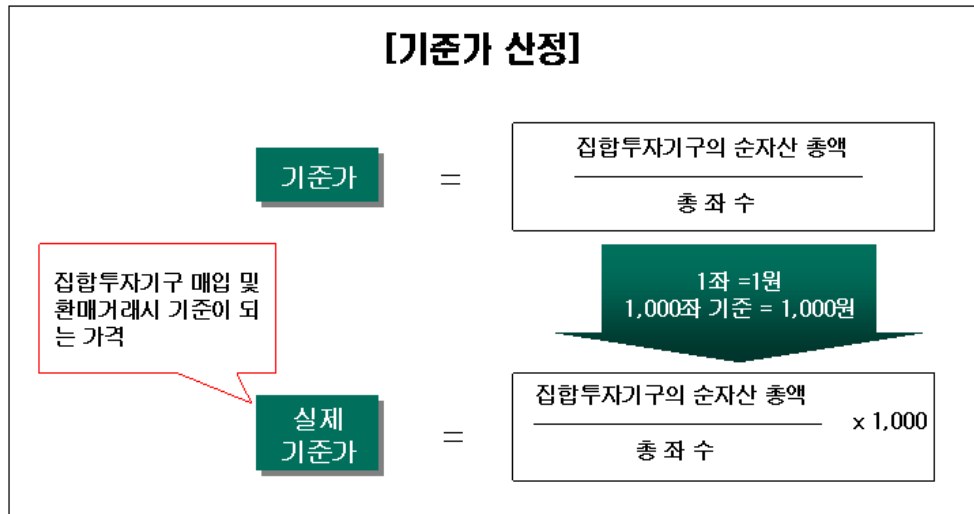 [기준가 산정]
기준가
=
집합투자기구의 순자산 총액
총 좌 수
집합투자기구 매입 및
환매거래시 기준이 되
는 가격
1좌 =1원
1,000좌 기준 = 1,000원
실제
기준가
=
집합투자기구의 순자산 총액
총 좌 수
x 1,000